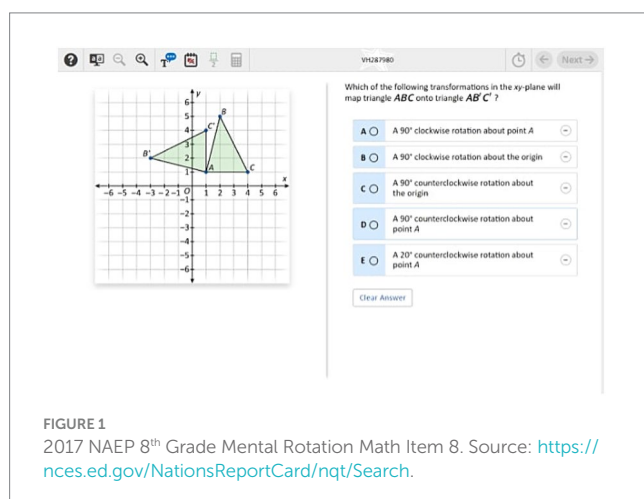 VH287980
Next →
Which of the following transformations in the xy-plane will
map triangle ABC onto triangle AB′C′ ?
A
A 90° clockwise rotation about point A
B
A 90° clockwise rotation about the origin
C
A 90° counterclockwise rotation about
the origin
D
A 90° counterclockwise rotation about
point A
E
A 20° counterclockwise rotation about
point A
Clear Answer
y
6
B
5
4
C′
3
B′
2
1
A
C
x
-6 -5 -4 -3 -2 -1 O 1 2 3 4 5 6
-1
-2
-3
-4
-5
-6
FIGURE 1
2017 NAEP 8th Grade Mental Rotation Math Item 8. Source: https://
nces.ed.gov/NationsReportCard/nqt/Search.